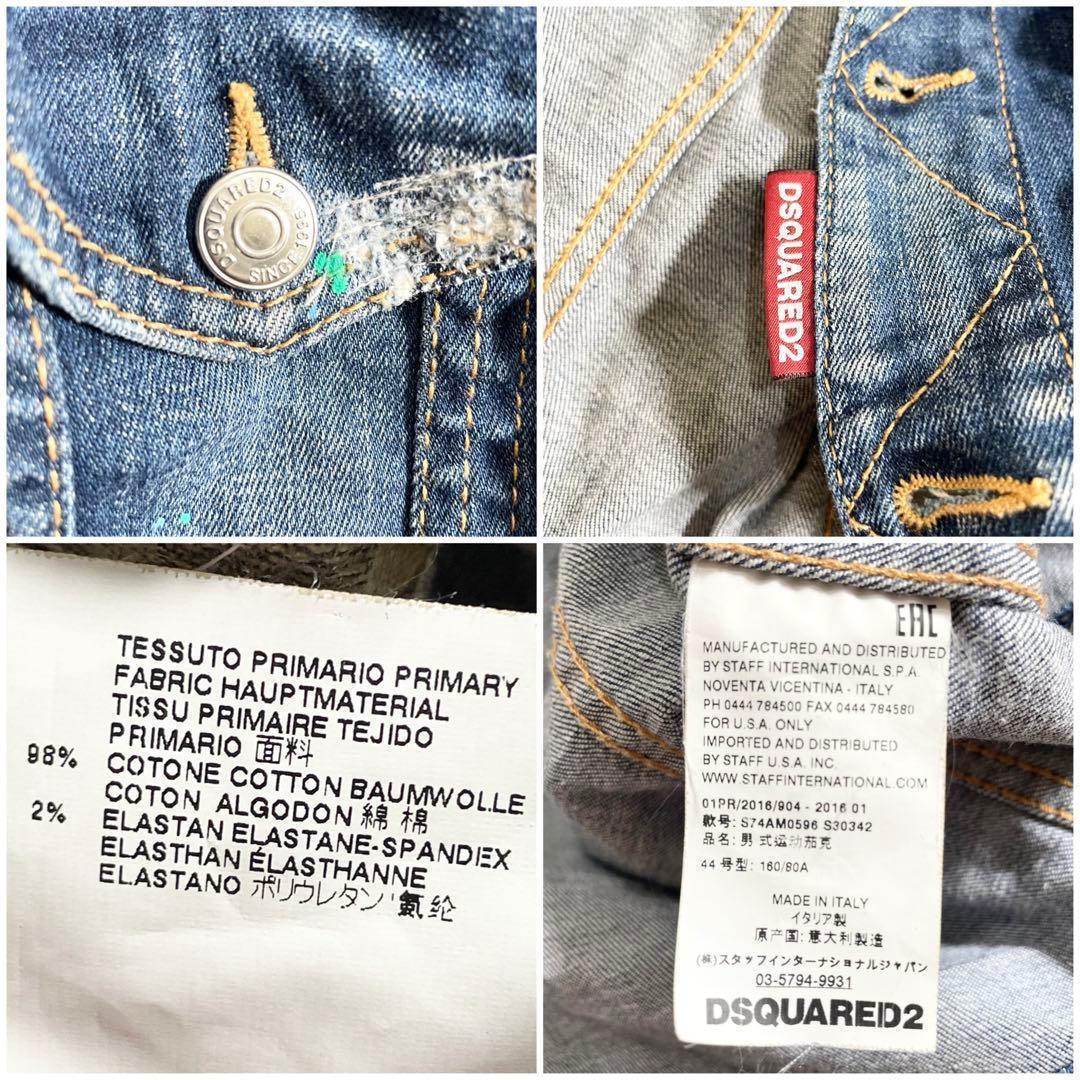 DSQUARED2
SINCE 1995
DSQUARED2
TESSUTO PRIMARIO PRIMARY
FABRIC HAUPTMATERIAL
TISSU PRIMAIRE TEJIDO
PRIMARIO 面料
98% COTONE COTTON BAUMWOLLE
COTON ALGODON 綿 棉
2% ELASTAN ELASTANE-SPANDEX
ELASTHAN ÉLASTHANNE
ELASTANO ポリウレタン 氨纶
EAC
MANUFACTURED AND DISTRIBUTED
BY STAFF INTERNATIONAL S.P.A.
NOVENTA VICENTINA - ITALY
PH 0444 784500 FAX 0444 784580
FOR U.S.A. ONLY
IMPORTED AND DISTRIBUTED
BY STAFF U.S.A. INC.
WWW.STAFFINTERNATIONAL.COM
01PR/2016/904 - 2016 01
款号: S74AM0596 S30342
品名: 男式运动茄克
44 号型: 160/80A
MADE IN ITALY
イタリア製
原产国: 意大利製造
(株)スタッフインターナショナルジャパン
03-5794-9931
DSQUARED2